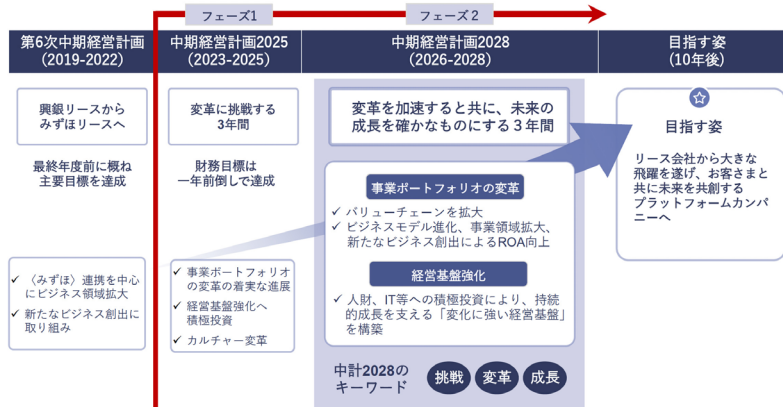 フェーズ1
フェーズ２
第6次中期経営計画
(2019-2022)
中期経営計画2025
(2023-2025)
中期経営計画2028
(2026-2028)
目指す姿
(10年後)
興銀リースから
みずほリースへ
最終年度前に概ね
主要目標を達成
✓ 〈みずほ〉連携を中心
にビジネス領域拡大
✓ 新たなビジネス創出に
取り組み
変革に挑戦する
3年間
財務目標は
一年前倒しで達成
✓ 事業ポートフォリオ
の変革の着実な進展
✓ 経営基盤強化へ
積極投資
✓ カルチャー変革
変革を加速すると共に、未来の
成長を確かなものにする３年間
事業ポートフォリオの変革
✓ バリューチェーンを拡大
✓ ビジネスモデル進化、事業領域拡大、
新たなビジネス創出によるROA向上
経営基盤強化
✓ 人財、IT等への積極投資により、持続
的成長を支える「変化に強い経営基盤」
を構築
中計2028の
キーワード
挑戦
変革
成長
目指す姿
リース会社から大きな
飛躍を遂げ、お客さまと
共に未来を共創する
プラットフォームカンパ
ニーへ